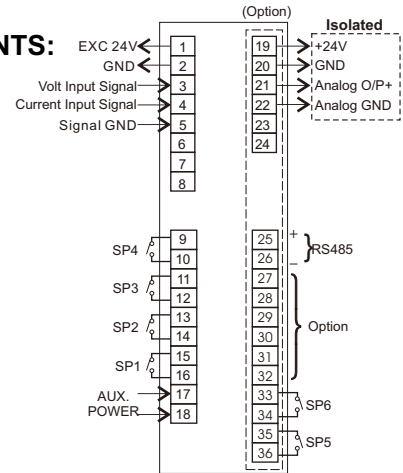 (Option)
Isolated
NTS:
EXC 24V 1 19 +24V
GND 2 20 GND
Volt Input Signal 3 21 Analog O/P+
Current Input Signal 4 22 Analog GND
Signal GND 5 23
6 24
7
8
SP4 9 25 + RS485
10 26 −
SP3 11 27
12 28
SP2 13 29 Option
14 30
SP1 15 31
16 32
AUX. 17 33 SP6
POWER 18 34
35 SP5
36